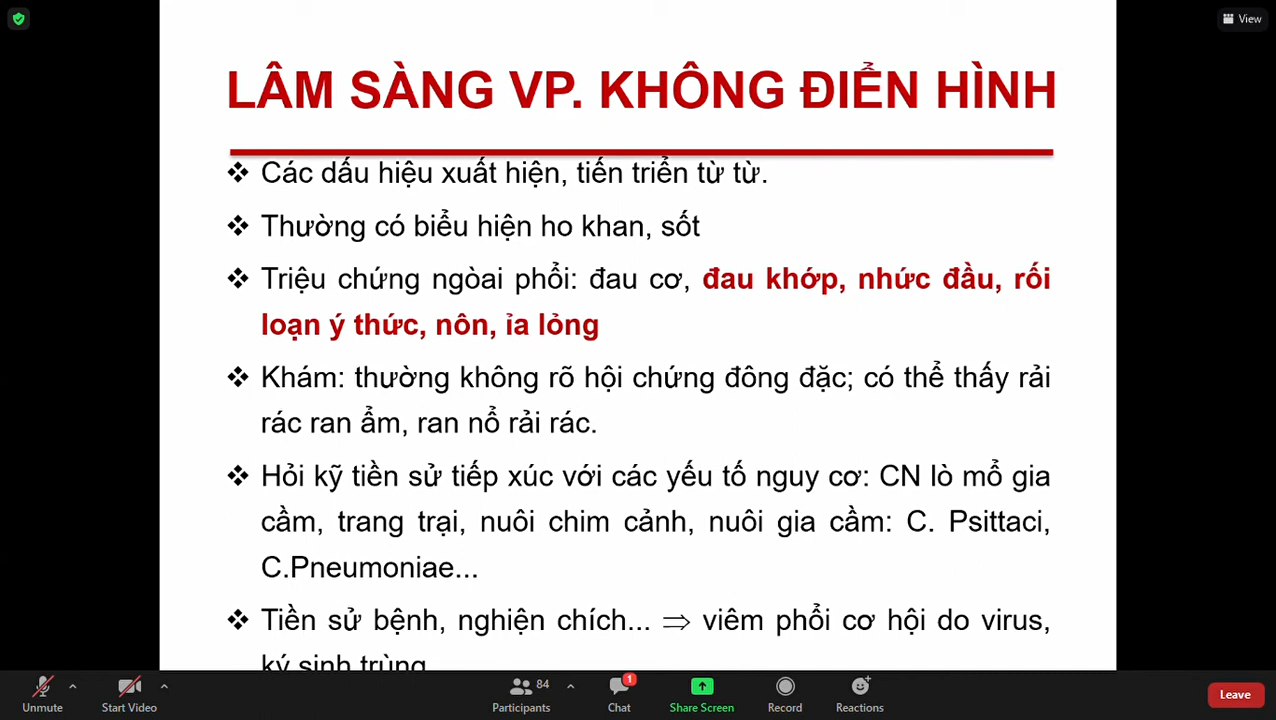 View
LÂM SÀNG VP. KHÔNG ĐIỂN HÌNH
❖ Các dấu hiệu xuất hiện, tiến triển từ từ.
❖ Thường có biểu hiện ho khan, sốt
❖ Triệu chứng ngòai phổi: đau cơ, đau khớp, nhức đầu, rối
loạn ý thức, nôn, ỉa lỏng
❖ Khám: thường không rõ hội chứng đông đặc; có thể thấy rải
rác ran ẩm, ran nổ rải rác.
❖ Hỏi kỹ tiền sử tiếp xúc với các yếu tố nguy cơ: CN lò mổ gia
cầm, trang trại, nuôi chim cảnh, nuôi gia cầm: C. Psittaci,
C.Pneumoniae...
❖ Tiền sử bệnh, nghiện chích... ⇒ viêm phổi cơ hội do virus,
ký sinh trùng
84
1
Unmute
Start Video
Participants
Chat
Share Screen
Record
Reactions
Leave